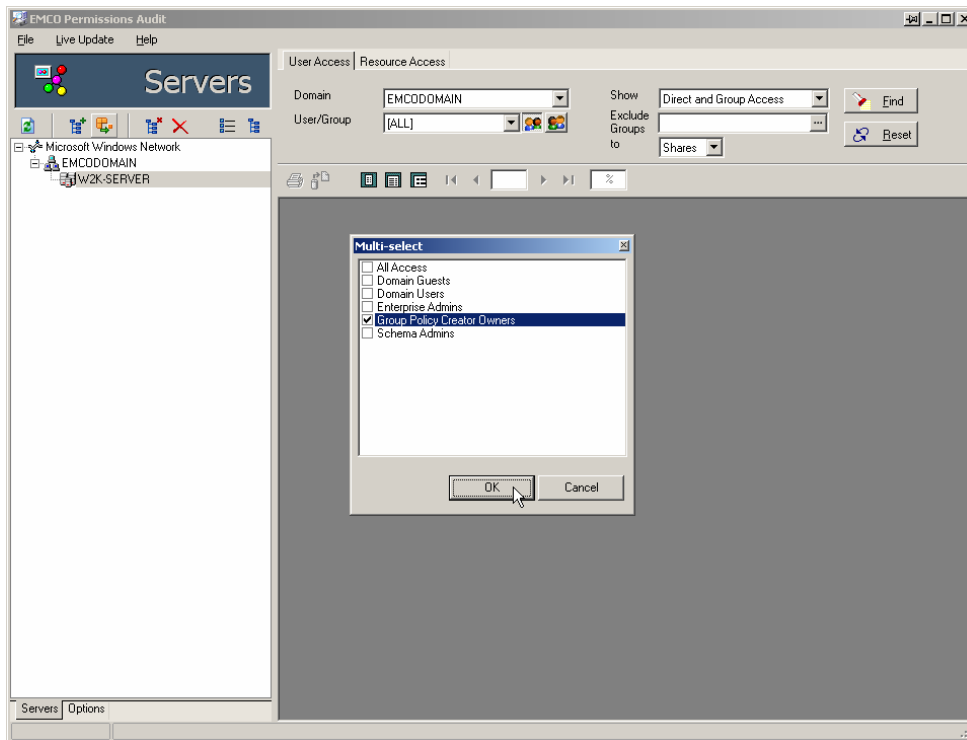 EMCO Permissions Audit
File Live Update Help
Servers
Microsoft Windows Network
EMCODOMAIN
W2K-SERVER
User Access Resource Access
Domain EMCODOMAIN
User/Group [ALL]
Show Direct and Group Access
Exclude Groups
to Shares
Find
Reset
%
Multi-select
All Access
Domain Guests
Domain Users
Enterprise Admins
Group Policy Creator Owners
Schema Admins
OK Cancel
Servers Options